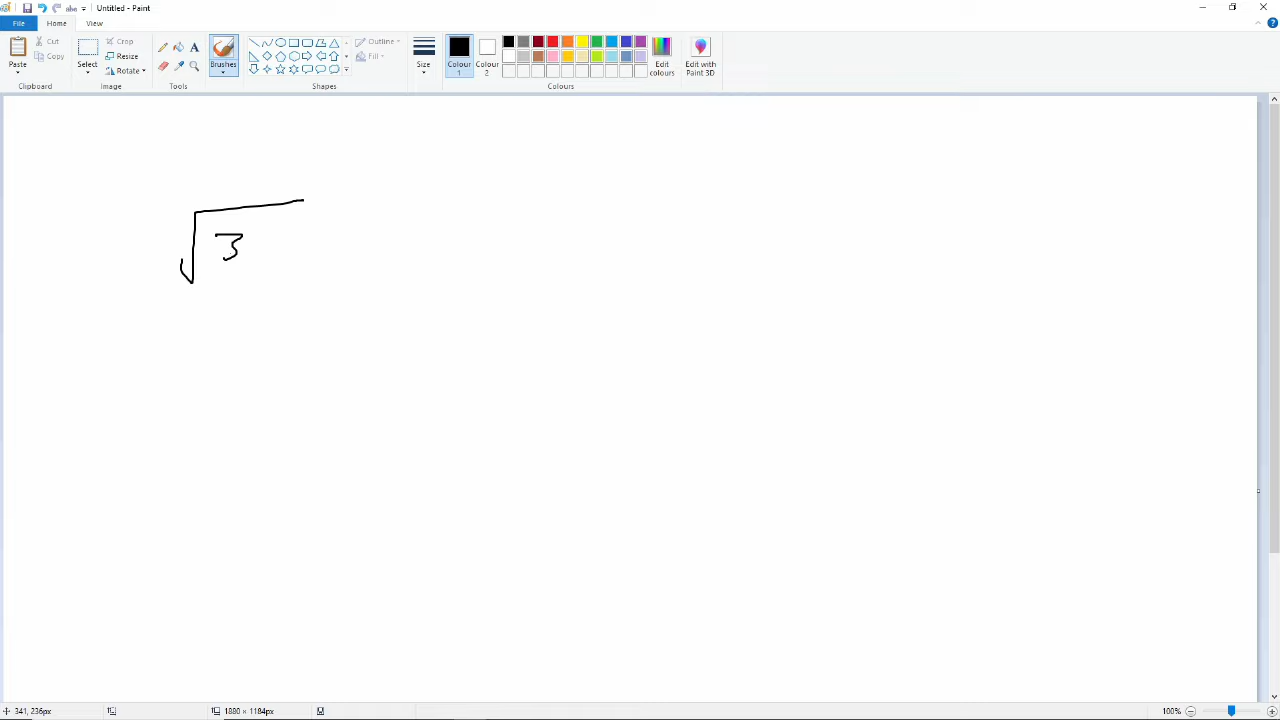 Untitled - Paint
File Home View
Paste Cut Copy Clipboard
Select Crop Resize Rotate Image
Tools
Brushes
Outline Fill Shapes
Size
Colour 1 Colour 2 Edit colours Edit with Paint 3D Colours
√3
341, 236px 1880 × 1184px 100%